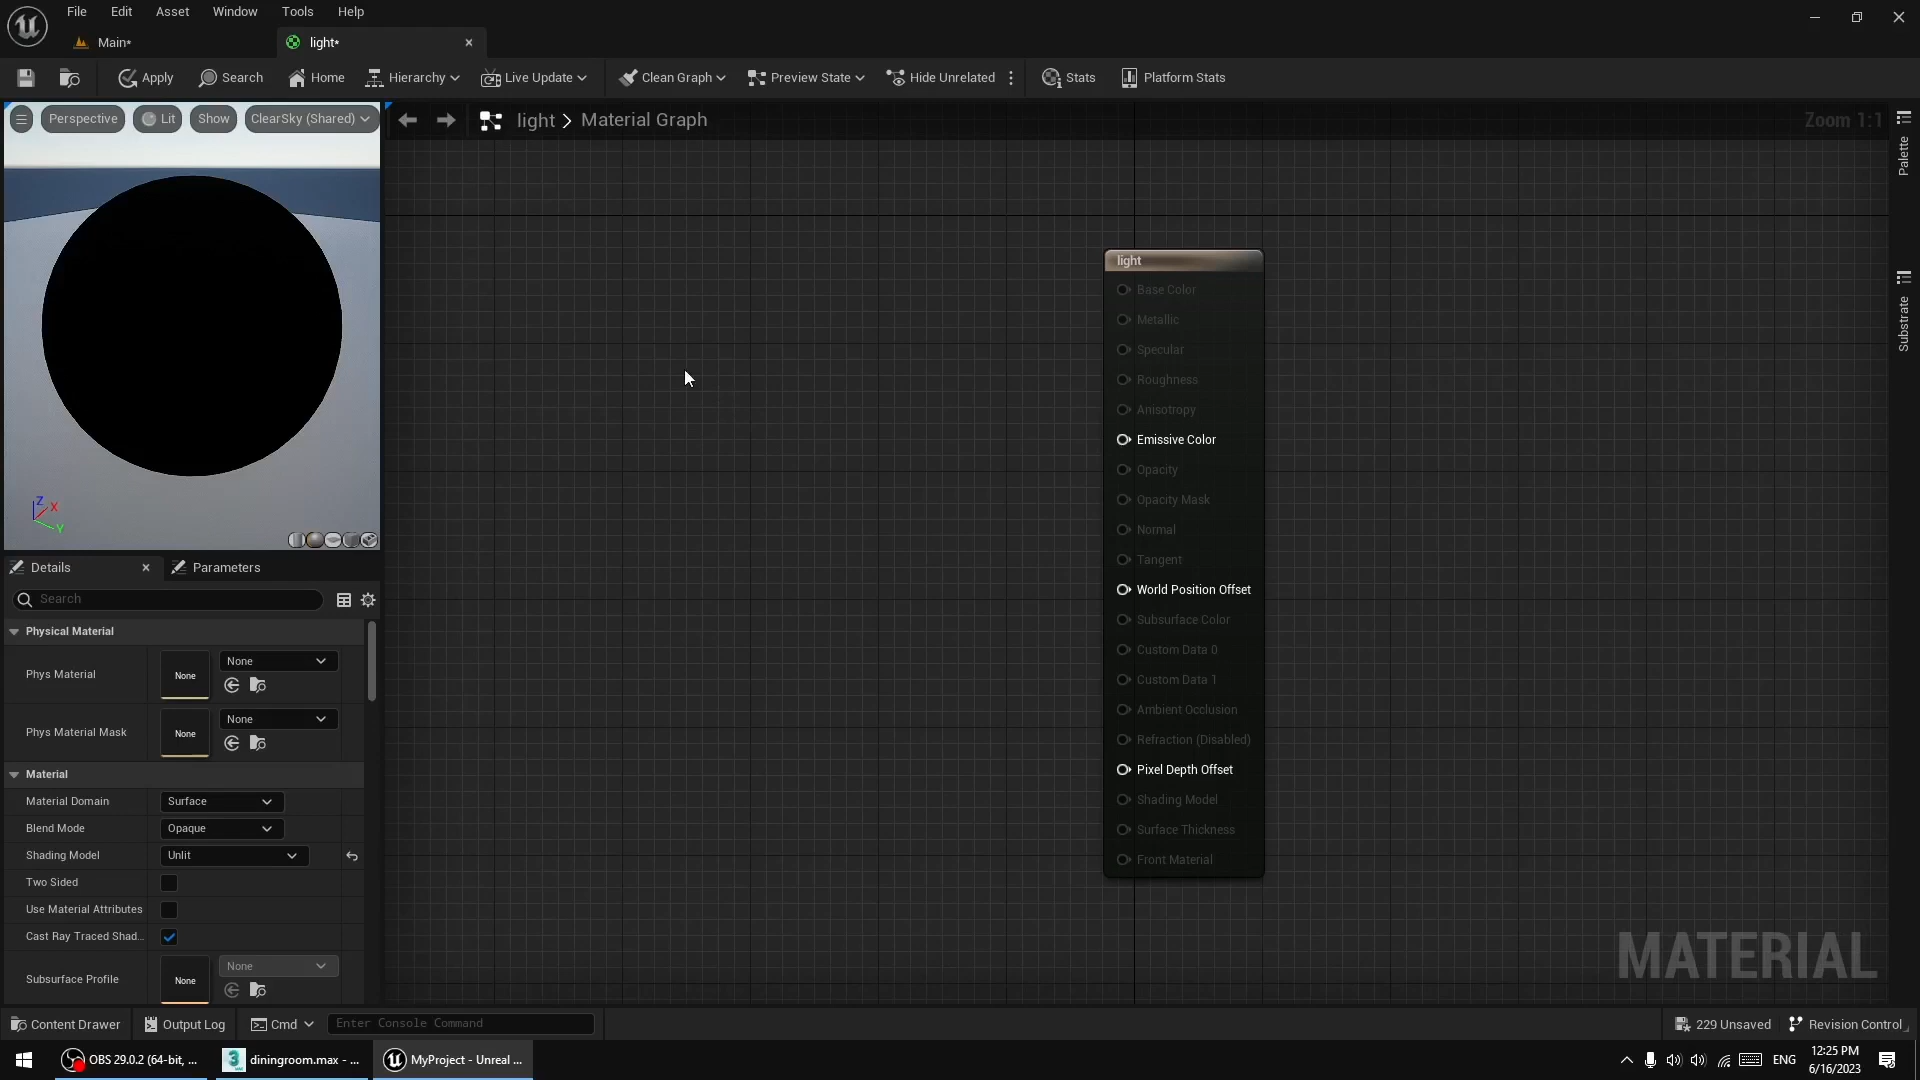 File Edit Asset Window Tools Help
Main* light*
Apply Search Home Hierarchy Live Update Clean Graph Preview State Hide Unrelated Stats Platform Stats
Perspective Lit Show ClearSky (Shared)
light > Material Graph
Zoom 1:1
Palette
Substrate
light
Base Color
Metallic
Specular
Roughness
Anisotropy
Emissive Color
Opacity
Opacity Mask
Normal
Tangent
World Position Offset
Subsurface Color
Custom Data 0
Custom Data 1
Ambient Occlusion
Refraction (Disabled)
Pixel Depth Offset
Shading Model
Surface Thickness
Front Material
MATERIAL
Z X
Y
Details Parameters
Search
Physical Material
Phys Material None None
Phys Material Mask None None
Material
Material Domain Surface
Blend Mode Opaque
Shading Model Unlit
Two Sided
Use Material Attributes
Cast Ray Traced Shad...
Subsurface Profile None None
Content Drawer Output Log Cmd Enter Console Command 229 Unsaved Revision Control
OBS 29.0.2 (64-bit, ... diningroom.max - ... MyProject - Unreal ... ENG 12:25 PM
6/16/2023